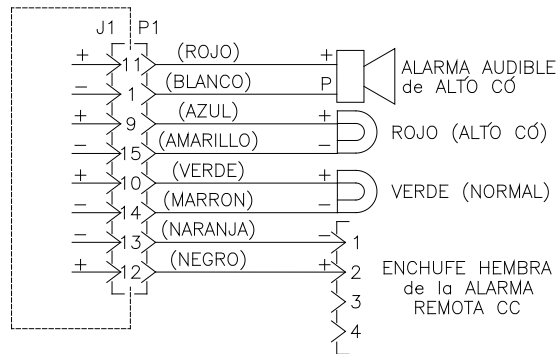 J1 P1
+ 11 (ROJO) +
− 1 (BLANCO) P
ALARMA AUDIBLE
de ALTO CÓ
+ 9 (AZUL) +
− 15 (AMARILLO) −
ROJO (ALTO CÓ)
+ 10 (VERDE) +
− 14 (MARRON) −
VERDE (NORMAL)
− 13 (NARANJA) − 1
+ 12 (NEGRO) + 2
3
4
ENCHUFE HEMBRA
de la ALARMA
REMOTA CC